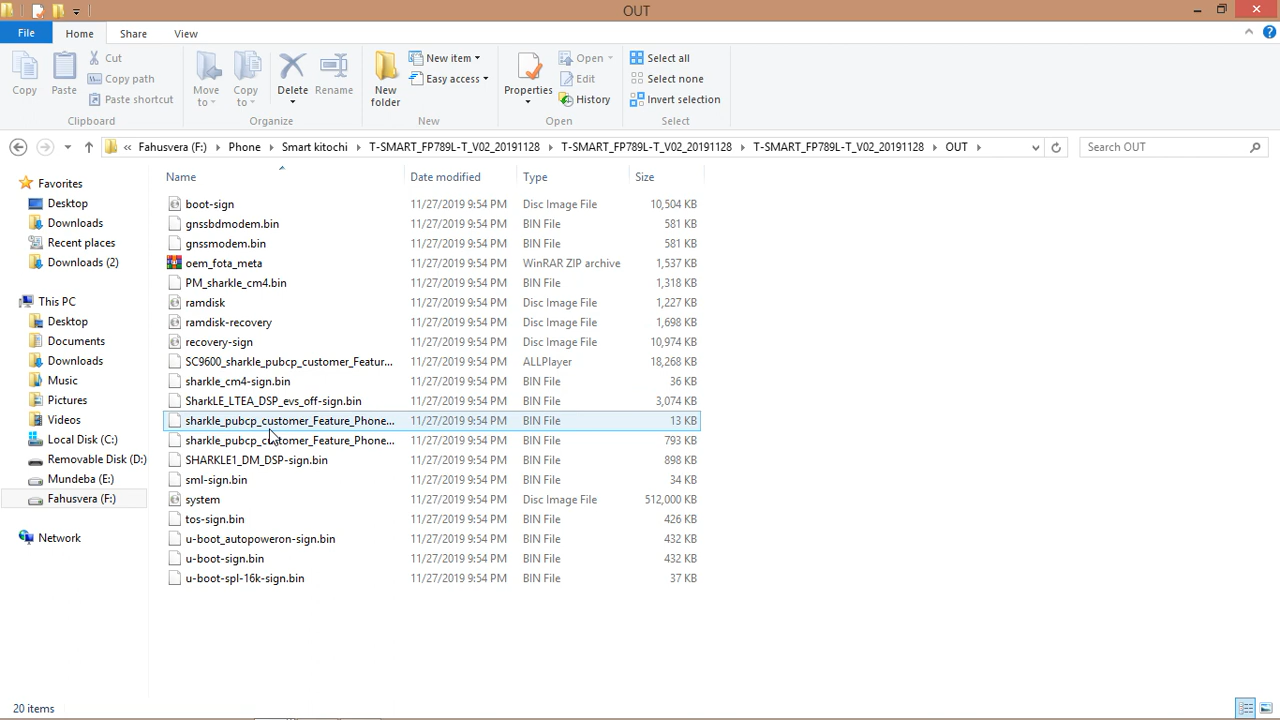 OUT
File Home Share View
Copy
Paste
Cut
Copy path
Paste shortcut
Clipboard
Move to
Copy to
Delete
Rename
Organize
New folder
New item
Easy access
New
Properties
Open
Edit
History
Open
Select all
Select none
Invert selection
Select
« Fahusvera (F:) Phone Smart kitochi T-SMART_FP789L-T_V02_20191128 T-SMART_FP789L-T_V02_20191128 T-SMART_FP789L-T_V02_20191128 OUT
Search OUT
Favorites
Desktop
Downloads
Recent places
Downloads (2)
This PC
Desktop
Documents
Downloads
Music
Pictures
Videos
Local Disk (C:)
Removable Disk (D:)
Mundeba (E:)
Fahusvera (F:)
Network
Name Date modified Type Size
boot-sign 11/27/2019 9:54 PM Disc Image File 10,504 KB
gnssbdmodem.bin 11/27/2019 9:54 PM BIN File 581 KB
gnssmodem.bin 11/27/2019 9:54 PM BIN File 581 KB
oem_fota_meta 11/27/2019 9:54 PM WinRAR ZIP archive 1,537 KB
PM_sharkle_cm4.bin 11/27/2019 9:54 PM BIN File 1,318 KB
ramdisk 11/27/2019 9:54 PM Disc Image File 1,227 KB
ramdisk-recovery 11/27/2019 9:54 PM Disc Image File 1,698 KB
recovery-sign 11/27/2019 9:54 PM Disc Image File 10,974 KB
SC9600_sharkle_pubcp_customer_Featur... 11/27/2019 9:54 PM ALLPlayer 18,268 KB
sharkle_cm4-sign.bin 11/27/2019 9:54 PM BIN File 36 KB
SharkLE_LTEA_DSP_evs_off-sign.bin 11/27/2019 9:54 PM BIN File 3,074 KB
sharkle_pubcp_customer_Feature_Phone... 11/27/2019 9:54 PM BIN File 13 KB
sharkle_pubcp_customer_Feature_Phone... 11/27/2019 9:54 PM BIN File 793 KB
SHARKLE1_DM_DSP-sign.bin 11/27/2019 9:54 PM BIN File 898 KB
sml-sign.bin 11/27/2019 9:54 PM BIN File 34 KB
system 11/27/2019 9:54 PM Disc Image File 512,000 KB
tos-sign.bin 11/27/2019 9:54 PM BIN File 426 KB
u-boot_autopoweron-sign.bin 11/27/2019 9:54 PM BIN File 432 KB
u-boot-sign.bin 11/27/2019 9:54 PM BIN File 432 KB
u-boot-spl-16k-sign.bin 11/27/2019 9:54 PM BIN File 37 KB
20 items